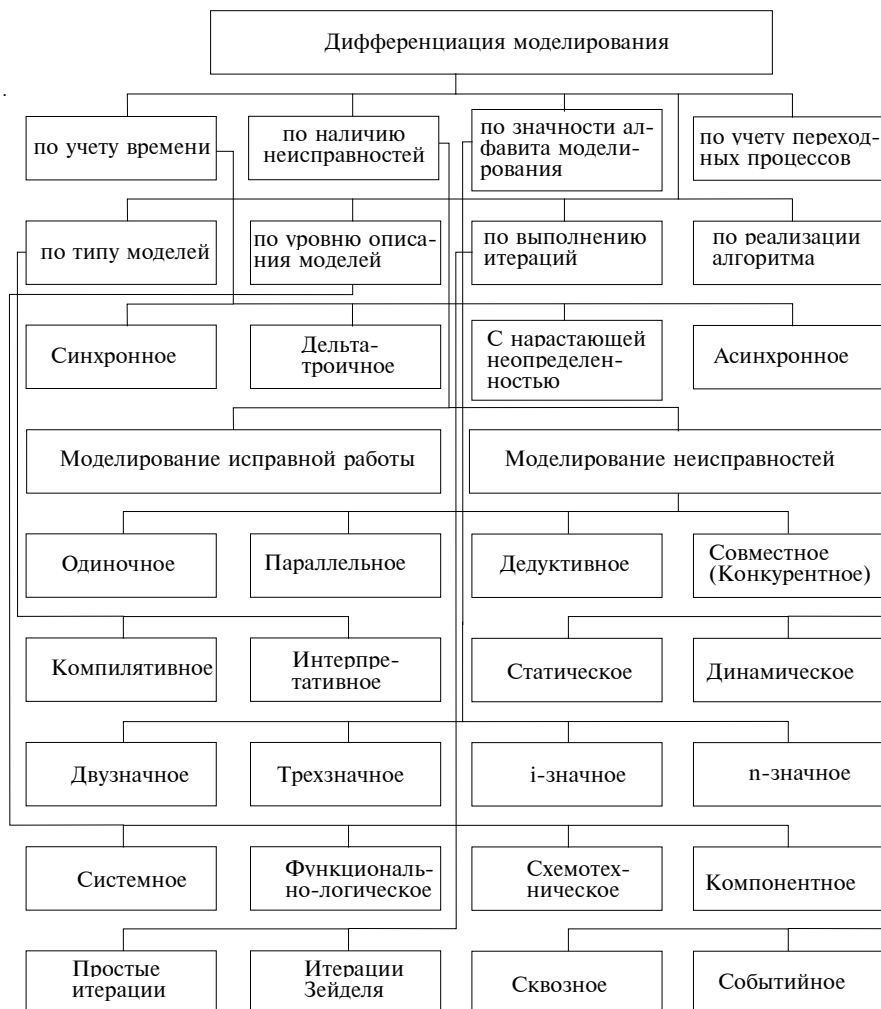 Дифференциация моделирования
по учету времени
по наличию
неисправностей
по значности ал-
фавита модели-
рования
по учету переход-
ных процессов
по типу моделей
по уровню описа-
ания моделей
по выполнению
итераций
по реализации
алгоритма
Синхронное
Дельта-
троичное
С нарастающей
неопределен-
ностью
Асинхронное
Моделирование исправной работы
Моделирование неисправностей
Одиночное
Параллельное
Дедуктивное
Совместное
(Конкурентное)
Компилятивное
Интерпре-
тативное
Статическое
Динамическое
Двузначное
Трехзначное
i-значное
n-значное
Системное
Функциональ-
но-логическое
Схемотех-
ническое
Компонентное
Простые
итерации
Итерации
Зейделя
Сквозное
Событийное